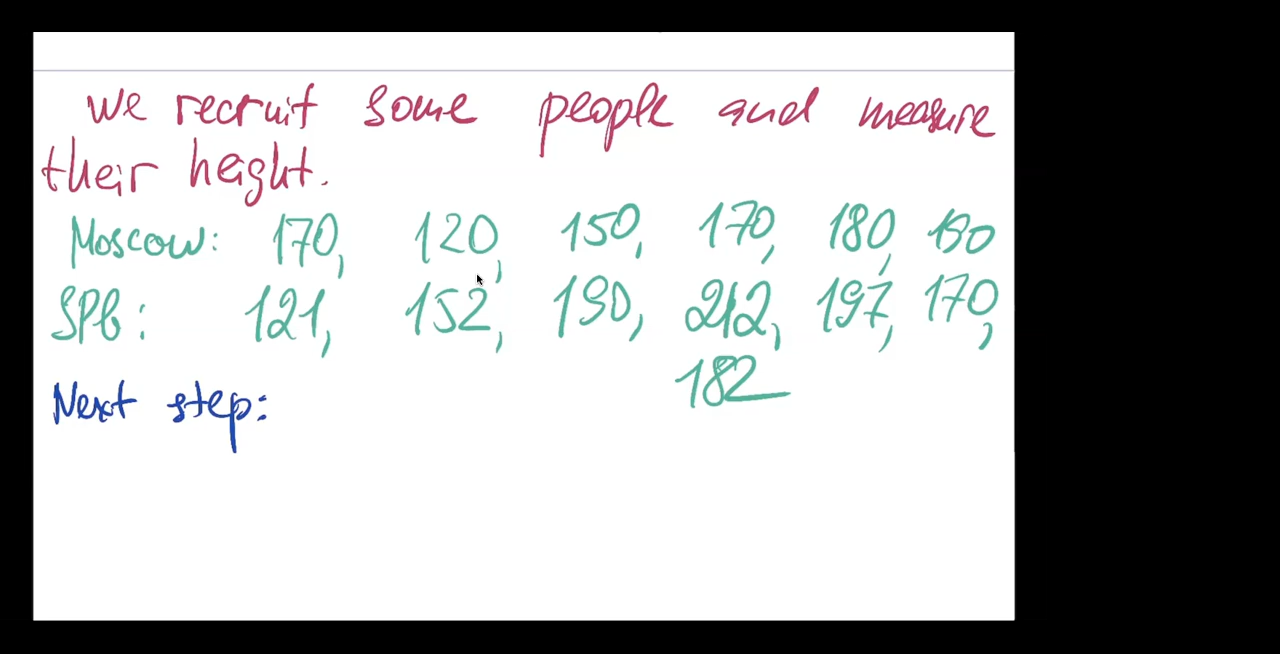 we recruit some people and measure
their height.
Moscow: 170, 120, 150, 170, 180, 190
SPb: 121, 152, 190, 212, 197, 170,
182
Next step: